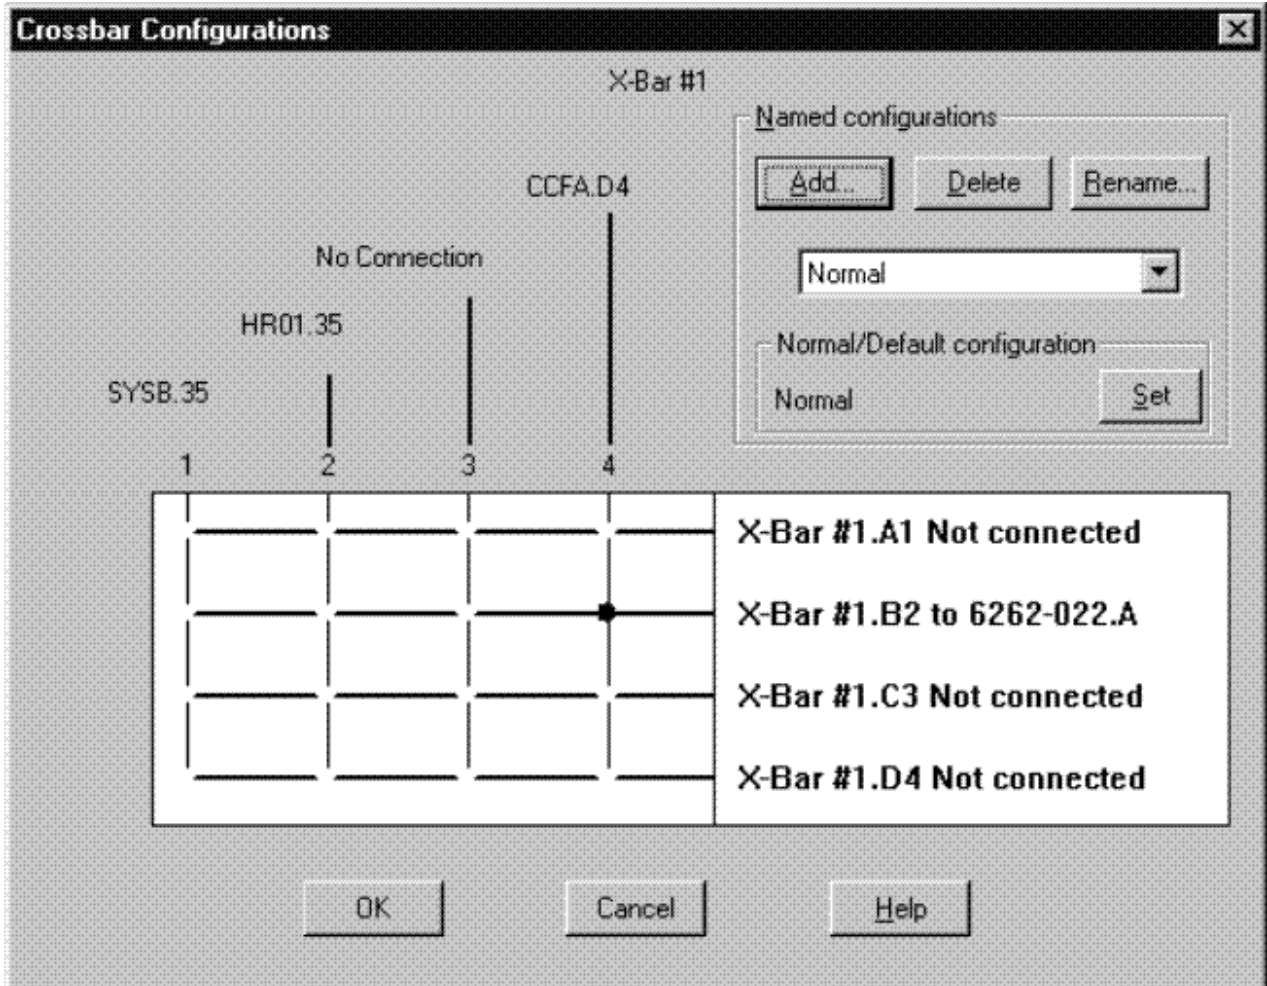 Crossbar Configurations
X-Bar #1
Named configurations
Add...
Delete
Rename...
Normal
Normal/Default configuration
Normal
Set
CCFA.D4
No Connection
HR01.35
SYSB.35
1 2 3 4
X-Bar #1.A1 Not connected
X-Bar #1.B2 to 6262-022.A
X-Bar #1.C3 Not connected
X-Bar #1.D4 Not connected
OK
Cancel
Help